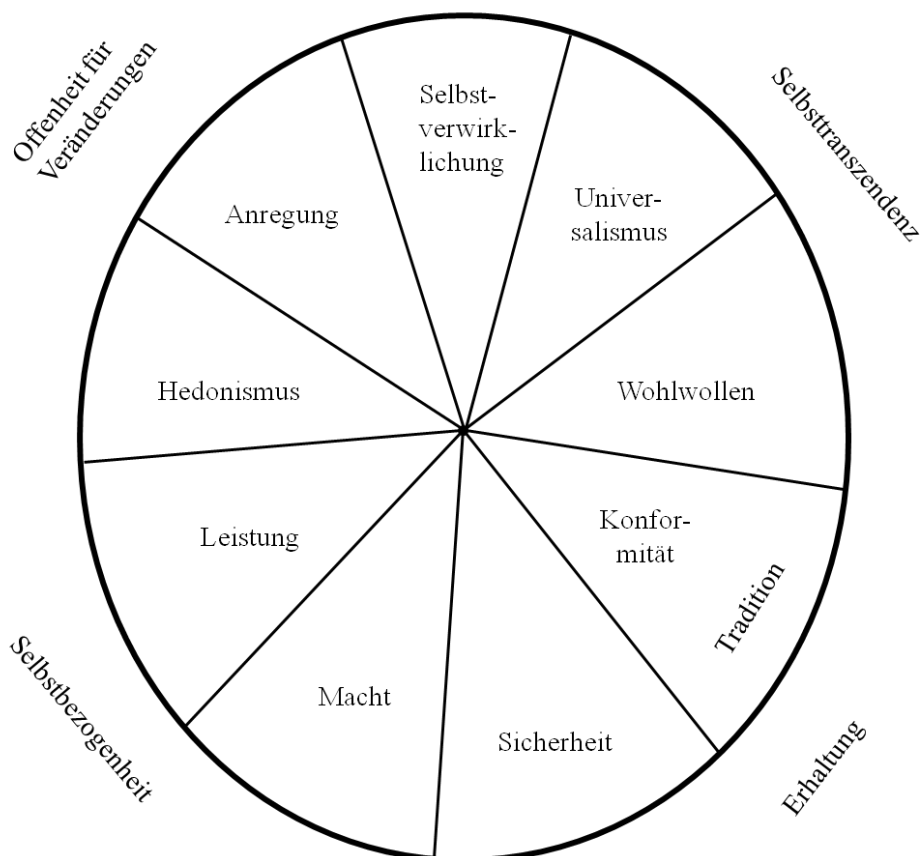 Offenheit für
Veränderungen
Selbst-
verwirk-
lichung
Selbsttranszendenz
Anregung
Univer-
salismus
Hedonismus
Wohlwollen
Leistung
Konfor-
mität
Tradition
Selbstbezogenheit
Macht
Sicherheit
Erhaltung